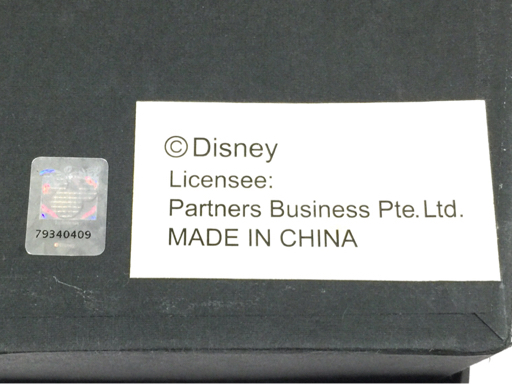 ©Disney
Licensee:
Partners Business Pte. Ltd.
MADE IN CHINA
79340409